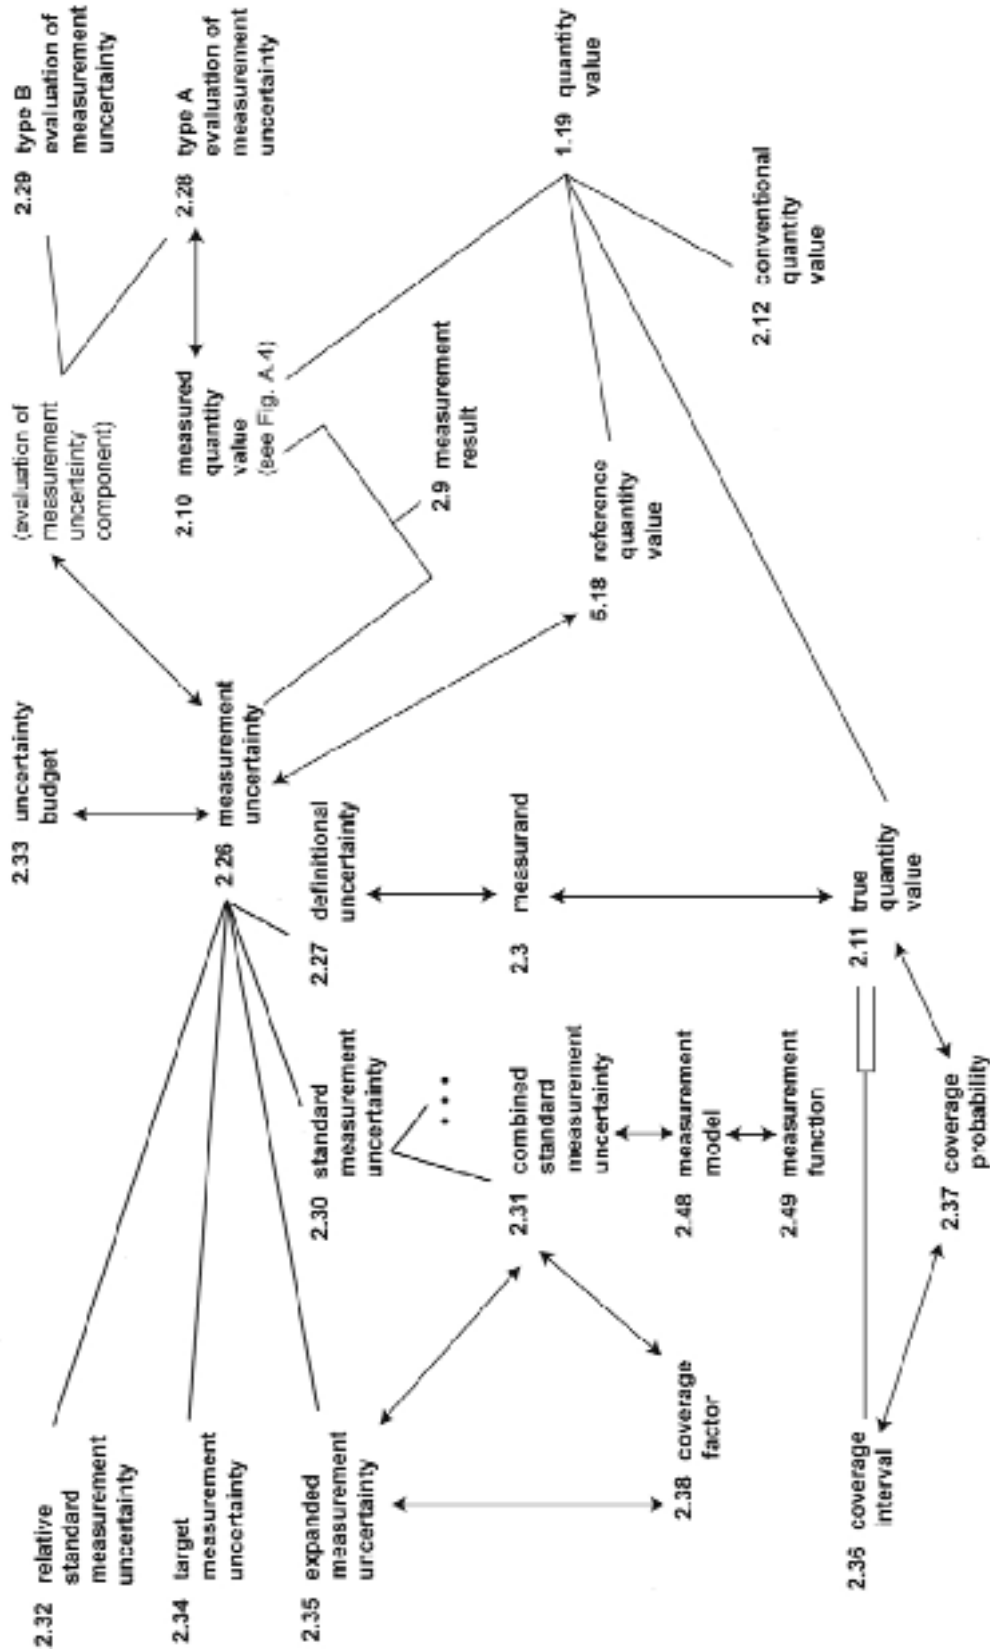 2.33 uncertainty
budget
(evaluation of
measurement
uncertainty
component)
2.29 type B
evaluation of
measurement
uncertainty
2.28 type A
evaluation of
measurement
uncertainty
2.32 relative
standard
measurement
uncertainty
2.34 target
measurement
uncertainty
2.35 expanded
measurement
uncertainty
2.26 measurement
uncertainty
2.10 measured
quantity
value
(see Fig. A.4)
2.30 standard
measurement
uncertainty
2.27 definitional
uncertainty
2.9 measurement
result
• • •
2.31 combined
standard
measurement
uncertainty
2.3 measurand
5.18 reference
quantity
value
1.19 quantity
value
2.38 coverage
factor
2.48 measurement
model
2.12 conventional
quantity
value
2.49 measurement
function
2.36 coverage
interval
2.11 true
quantity
value
2.37 coverage
probability